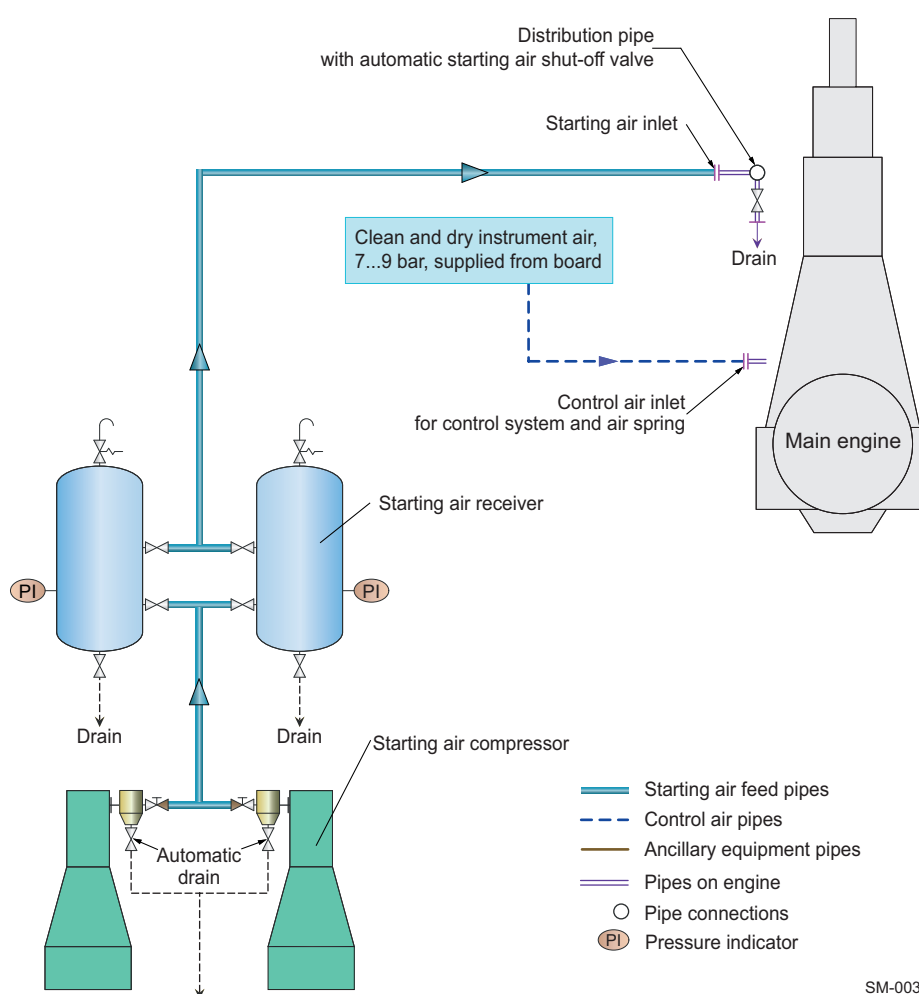 Distribution pipe
with automatic starting air shut-off valve
Starting air inlet
Clean and dry instrument air,
7...9 bar, supplied from board
Drain
Control air inlet
for control system and air spring
Main engine
Starting air receiver
PI
PI
Drain
Drain
Starting air compressor
Automatic
drain
Starting air feed pipes
Control air pipes
Ancillary equipment pipes
Pipes on engine
Pipe connections
PI Pressure indicator
SM-003